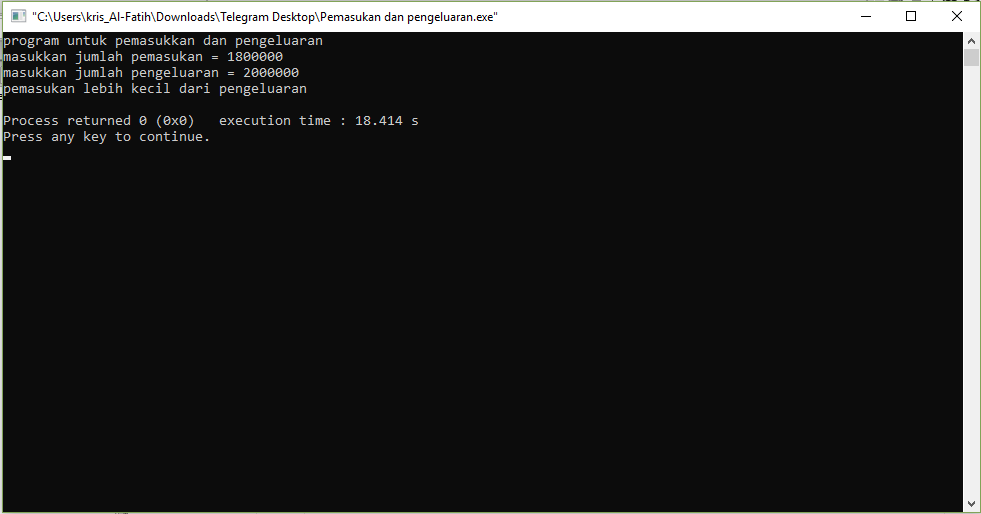 "C:\Users\kris_Al-Fatih\Downloads\Telegram Desktop\Pemasukan dan pengeluaran.exe"
program untuk pemasukkan dan pengeluaran
masukkan jumlah pemasukan = 1800000
masukkan jumlah pengeluaran = 2000000
pemasukan lebih kecil dari pengeluaran
Process returned 0 (0x0)   execution time : 18.414 s
Press any key to continue.